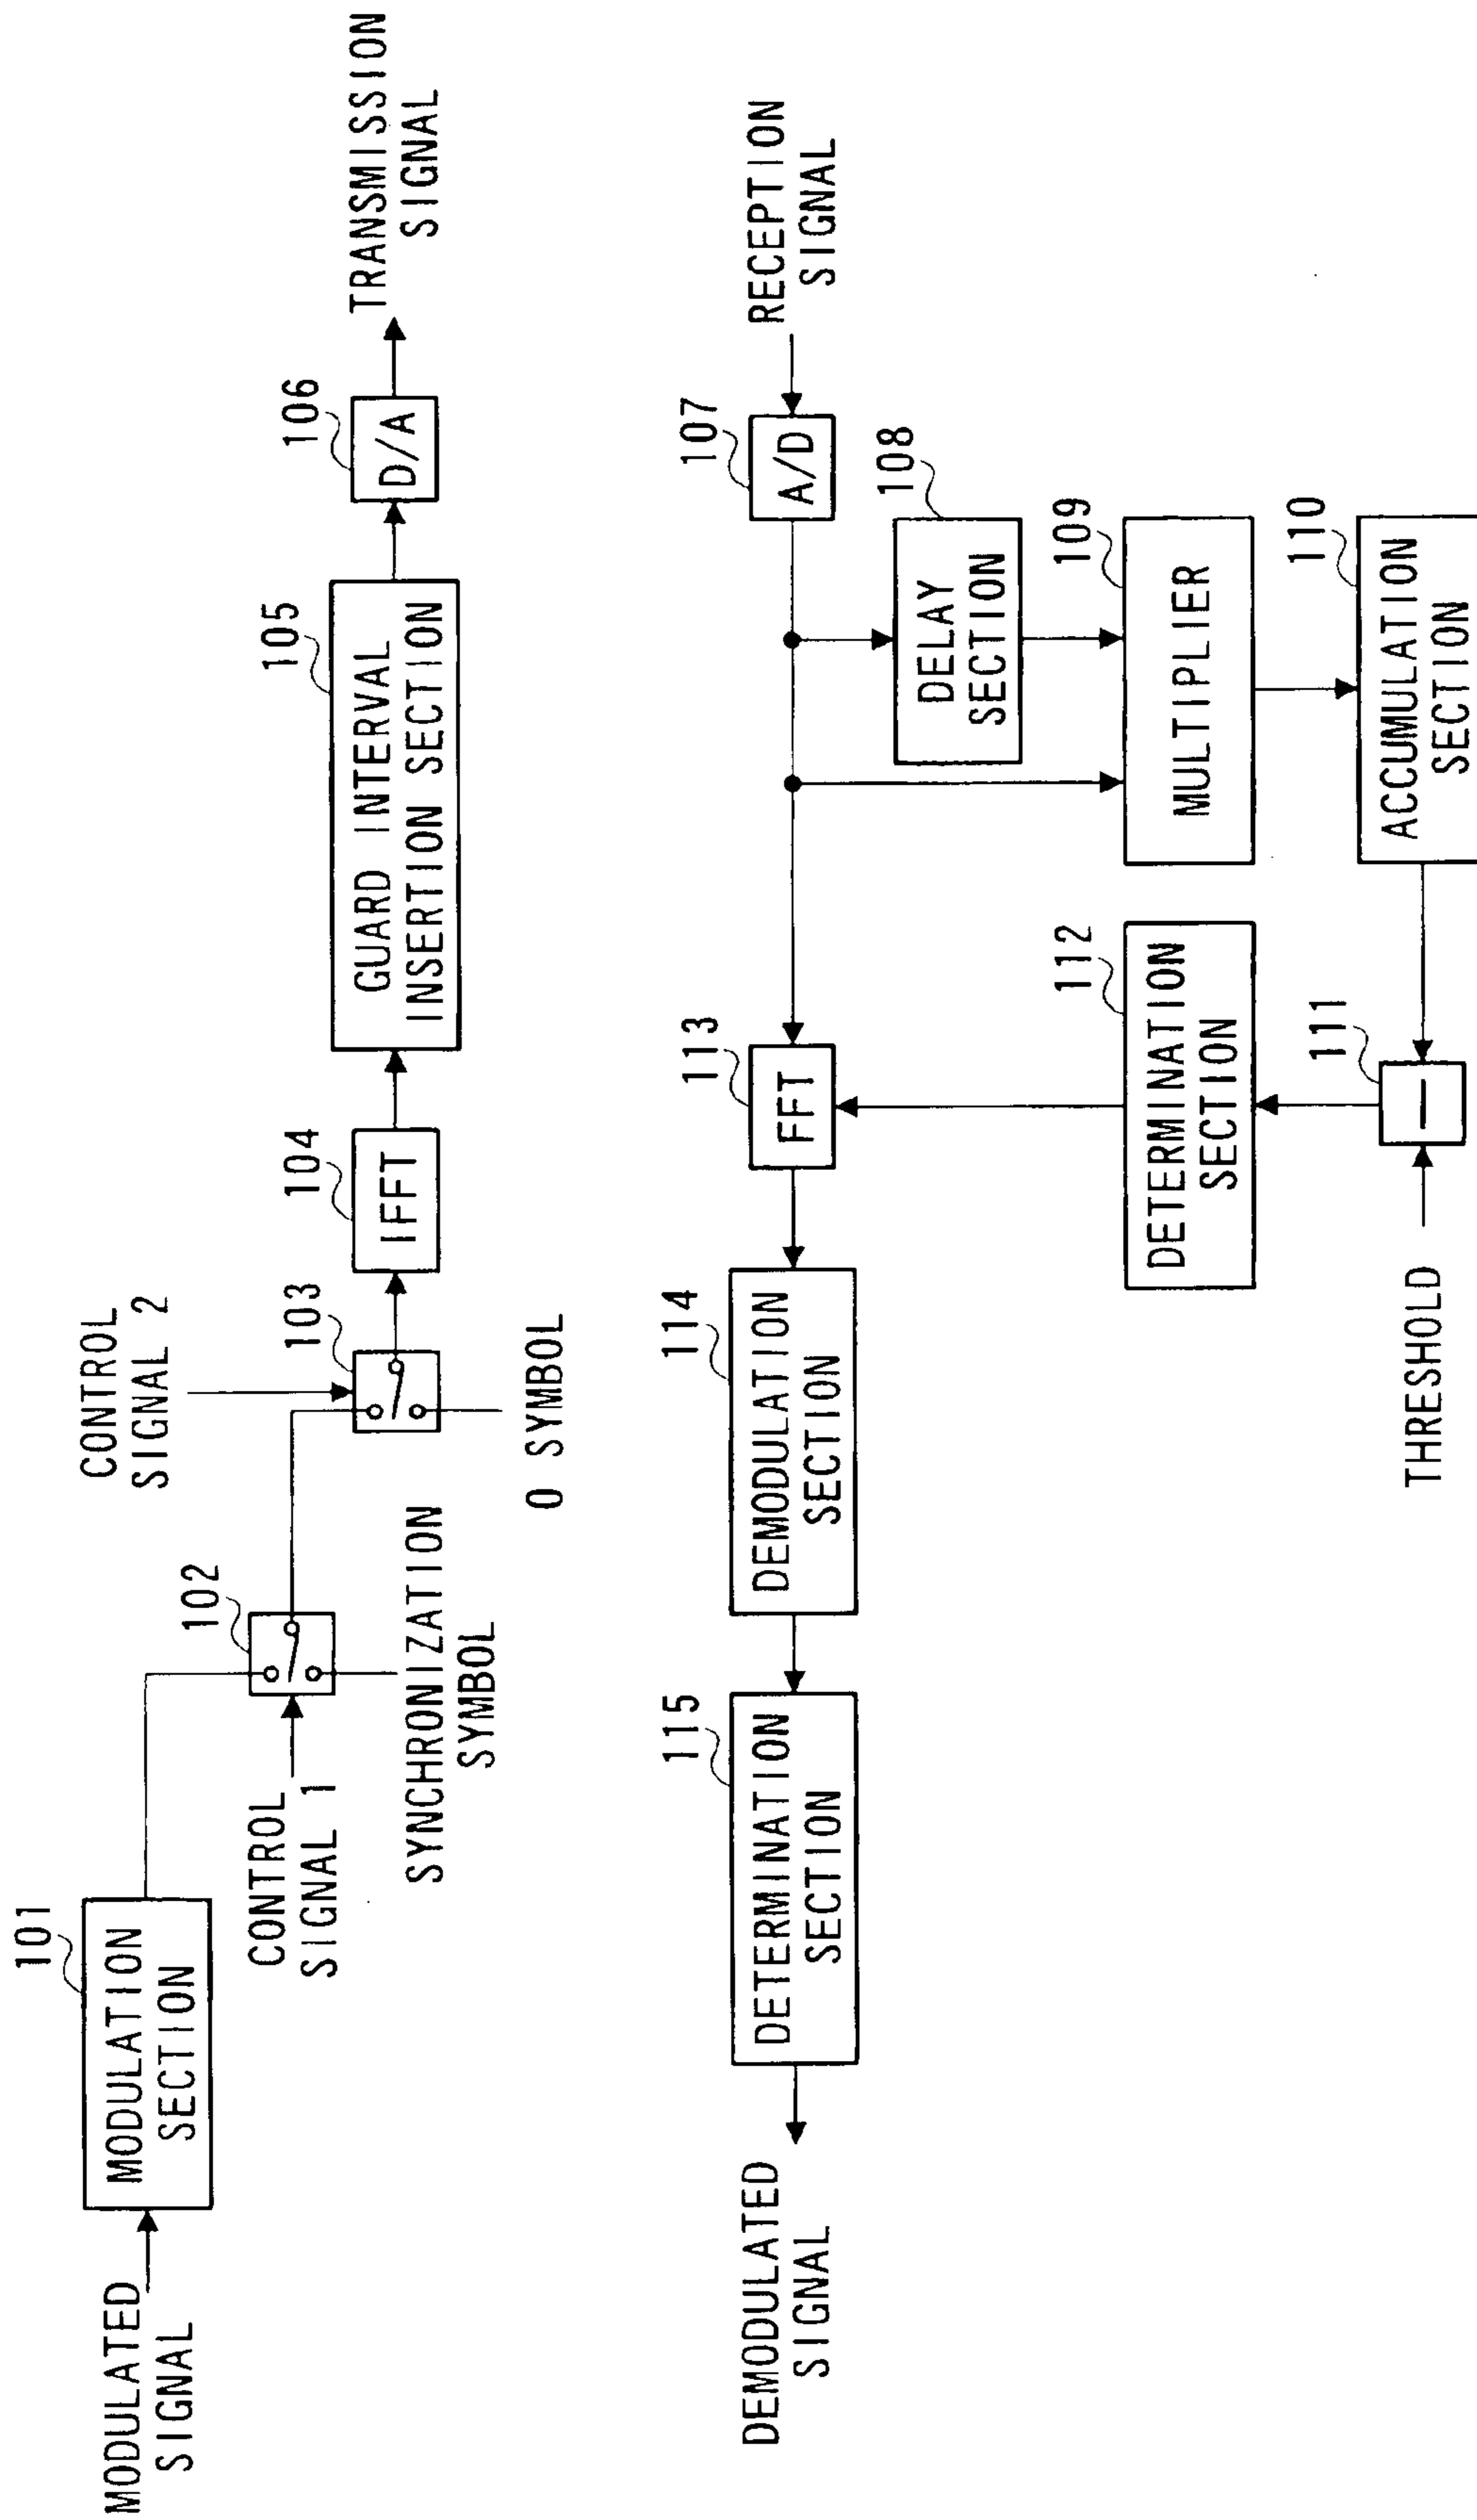 MODULATED
SIGNAL
101
MODULATION
SECTION
CONTROL
SIGNAL 1
102
SYNCHRONIZATION
SYMBOL
CONTROL
SIGNAL 2
103
0 SYMBOL
104
IFFT
105
GUARD INTERVAL
INSERTION SECTION
106
D/A
TRANSMISSION
SIGNAL
DEMODULATED
SIGNAL
115
DETERMINATION
SECTION
114
DEMODULATION
SECTION
113
FFT
107
A/D
RECEPTION
SIGNAL
108
DELAY
SECTION
112
DETERMINATION
SECTION
109
MULTIPLIER
THRESHOLD
111
110
ACCUMULATION
SECTION